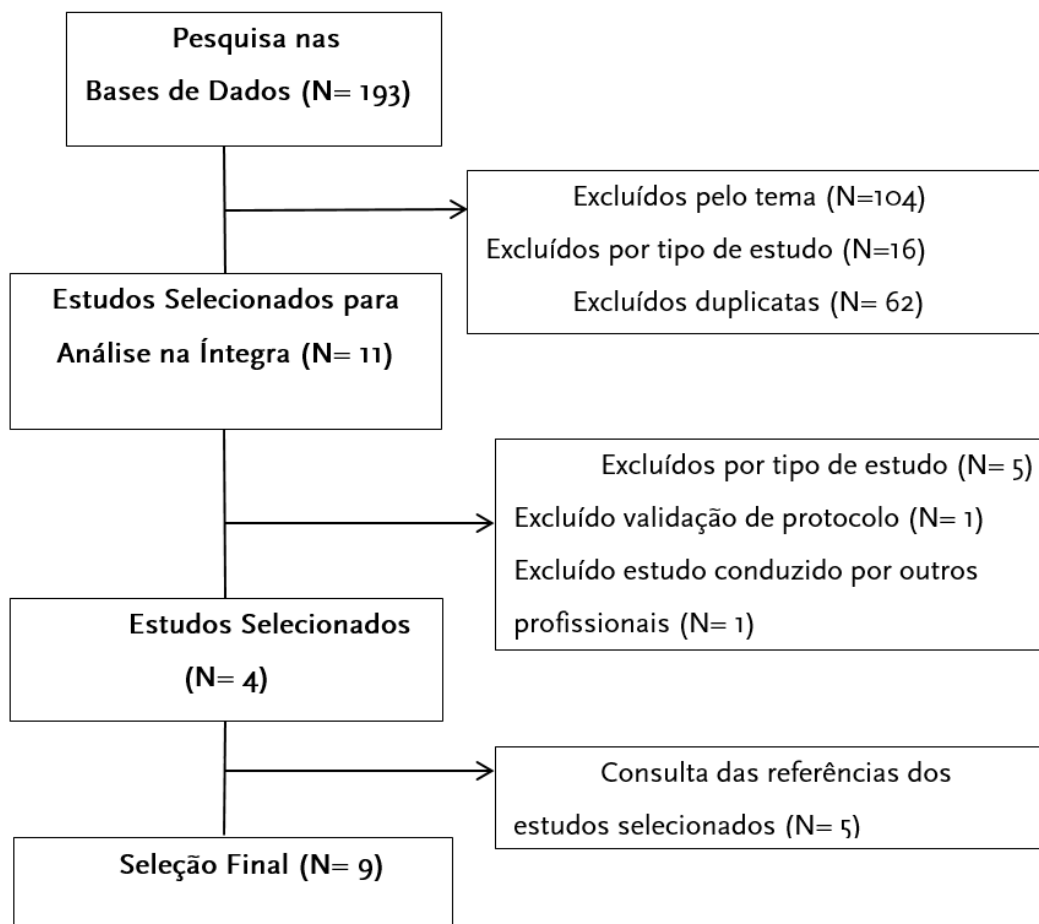 Pesquisa nas
Bases de Dados (N= 193)
Excluídos pelo tema (N=104)
Excluídos por tipo de estudo (N=16)
Excluídos duplicatas (N= 62)
Estudos Selecionados para
Análise na Íntegra (N= 11)
Excluídos por tipo de estudo (N= 5)
Excluído validação de protocolo (N= 1)
Excluído estudo conduzido por outros
profissionais (N= 1)
Estudos Selecionados
(N= 4)
Consulta das referências dos
estudos selecionados (N= 5)
Seleção Final (N= 9)